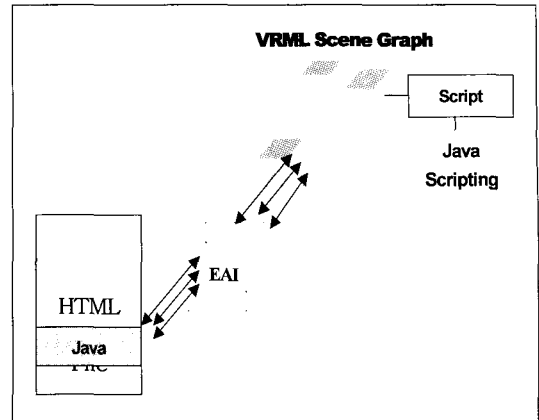 VRML Scene Graph
Script
Java
Scripting
EAI
HTML
Java